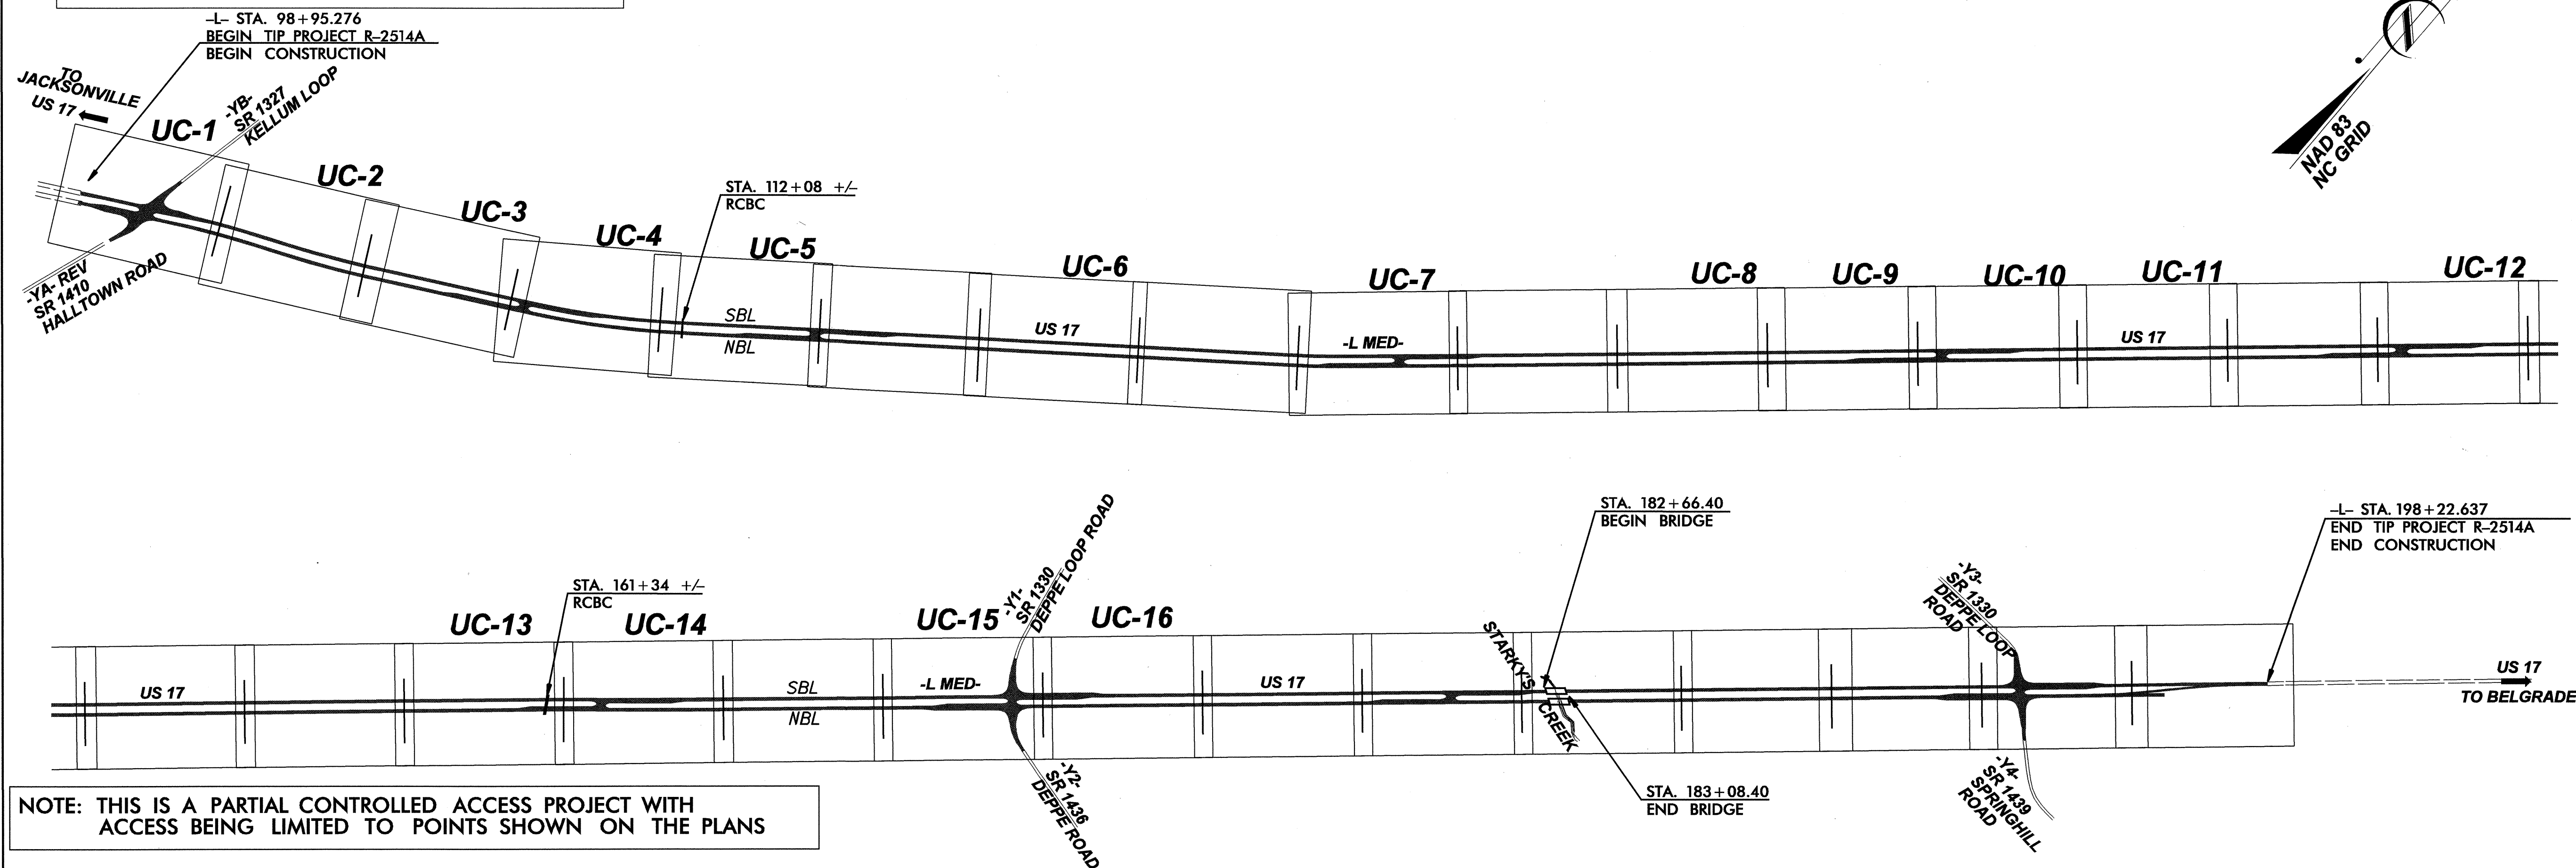 -L- STA. 98+95.276
BEGIN TIP PROJECT R-2514A
BEGIN CONSTRUCTION
TO
JACKSONVILLE
US 17
-YB-
SR 1327
KELLUM LOOP
UC-1
UC-2
UC-3
UC-4
UC-5
UC-6
UC-7
UC-8
UC-9
UC-10
UC-11
UC-12
-YA- REV
SR 1410
HALLTOWN ROAD
STA. 112+08 +/-
RCBC
SBL
NBL
US 17
-L MED-
US 17
NAD 83
NC GRID
STA. 161+34 +/-
RCBC
UC-13
UC-14
UC-15
UC-16
US 17
SBL
NBL
-L MED-
-Y1-
SR 1330
DEPPE LOOP ROAD
-Y2-
SR 1436
DEPPE ROAD
US 17
STARKY'S
CREEK
STA. 182+66.40
BEGIN BRIDGE
STA. 183+08.40
END BRIDGE
-Y3-
SR 1330
DEPPE LOOP
ROAD
-Y4-
SR 1439
SPRINGHILL
ROAD
-L- STA. 198+22.637
END TIP PROJECT R-2514A
END CONSTRUCTION
US 17
TO BELGRADE
NOTE: THIS IS A PARTIAL CONTROLLED ACCESS PROJECT WITH
ACCESS BEING LIMITED TO POINTS SHOWN ON THE PLANS